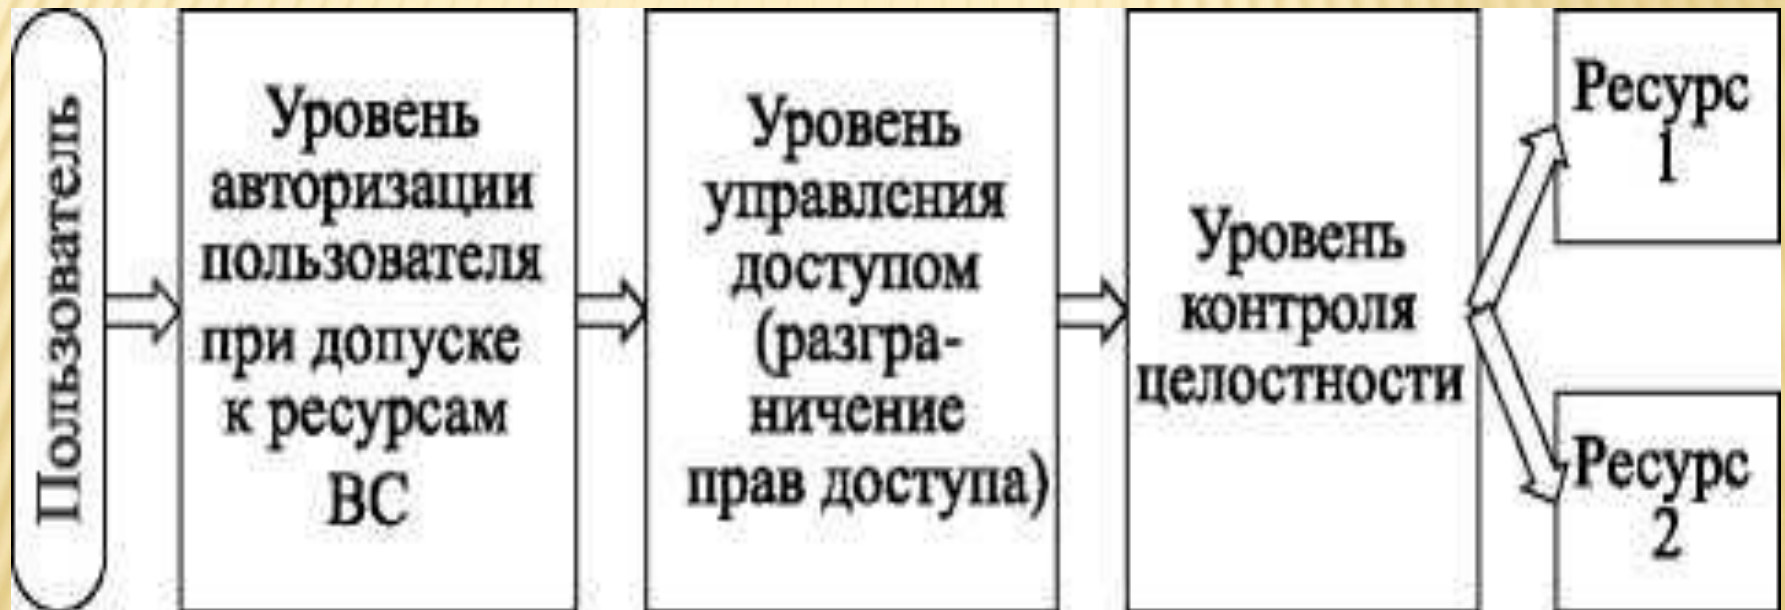 Пользователь
Уровень
авторизации
пользователя
при допуске
к ресурсам
ВС
Уровень
управления
доступом
(разгра-
ничение
прав доступа)
Уровень
контроля
целостности
Ресурс
1
Ресурс
2